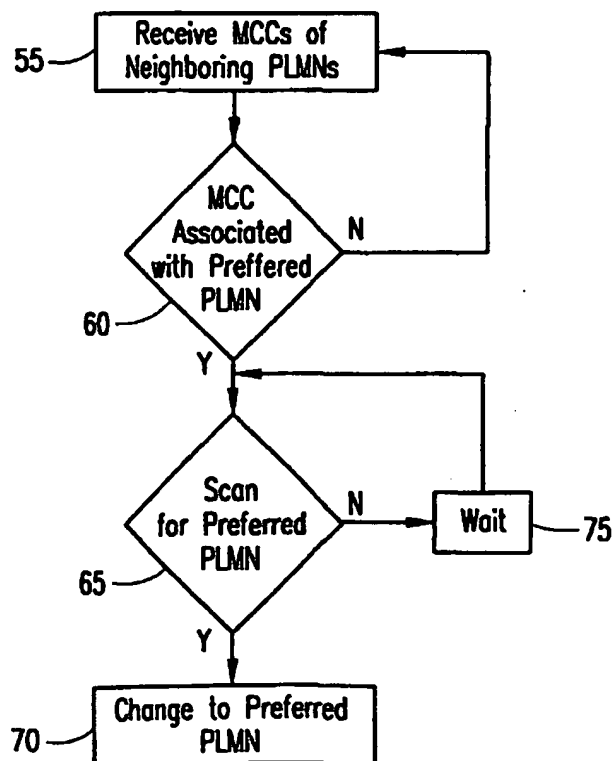 55
Receive MCCs of
Neighboring PLMNs
MCC
Associated
with Preffered
PLMN
N
60
Y
Scan
for Preferred
PLMN
N
Wait
75
65
Y
Change to Preferred
PLMN
70